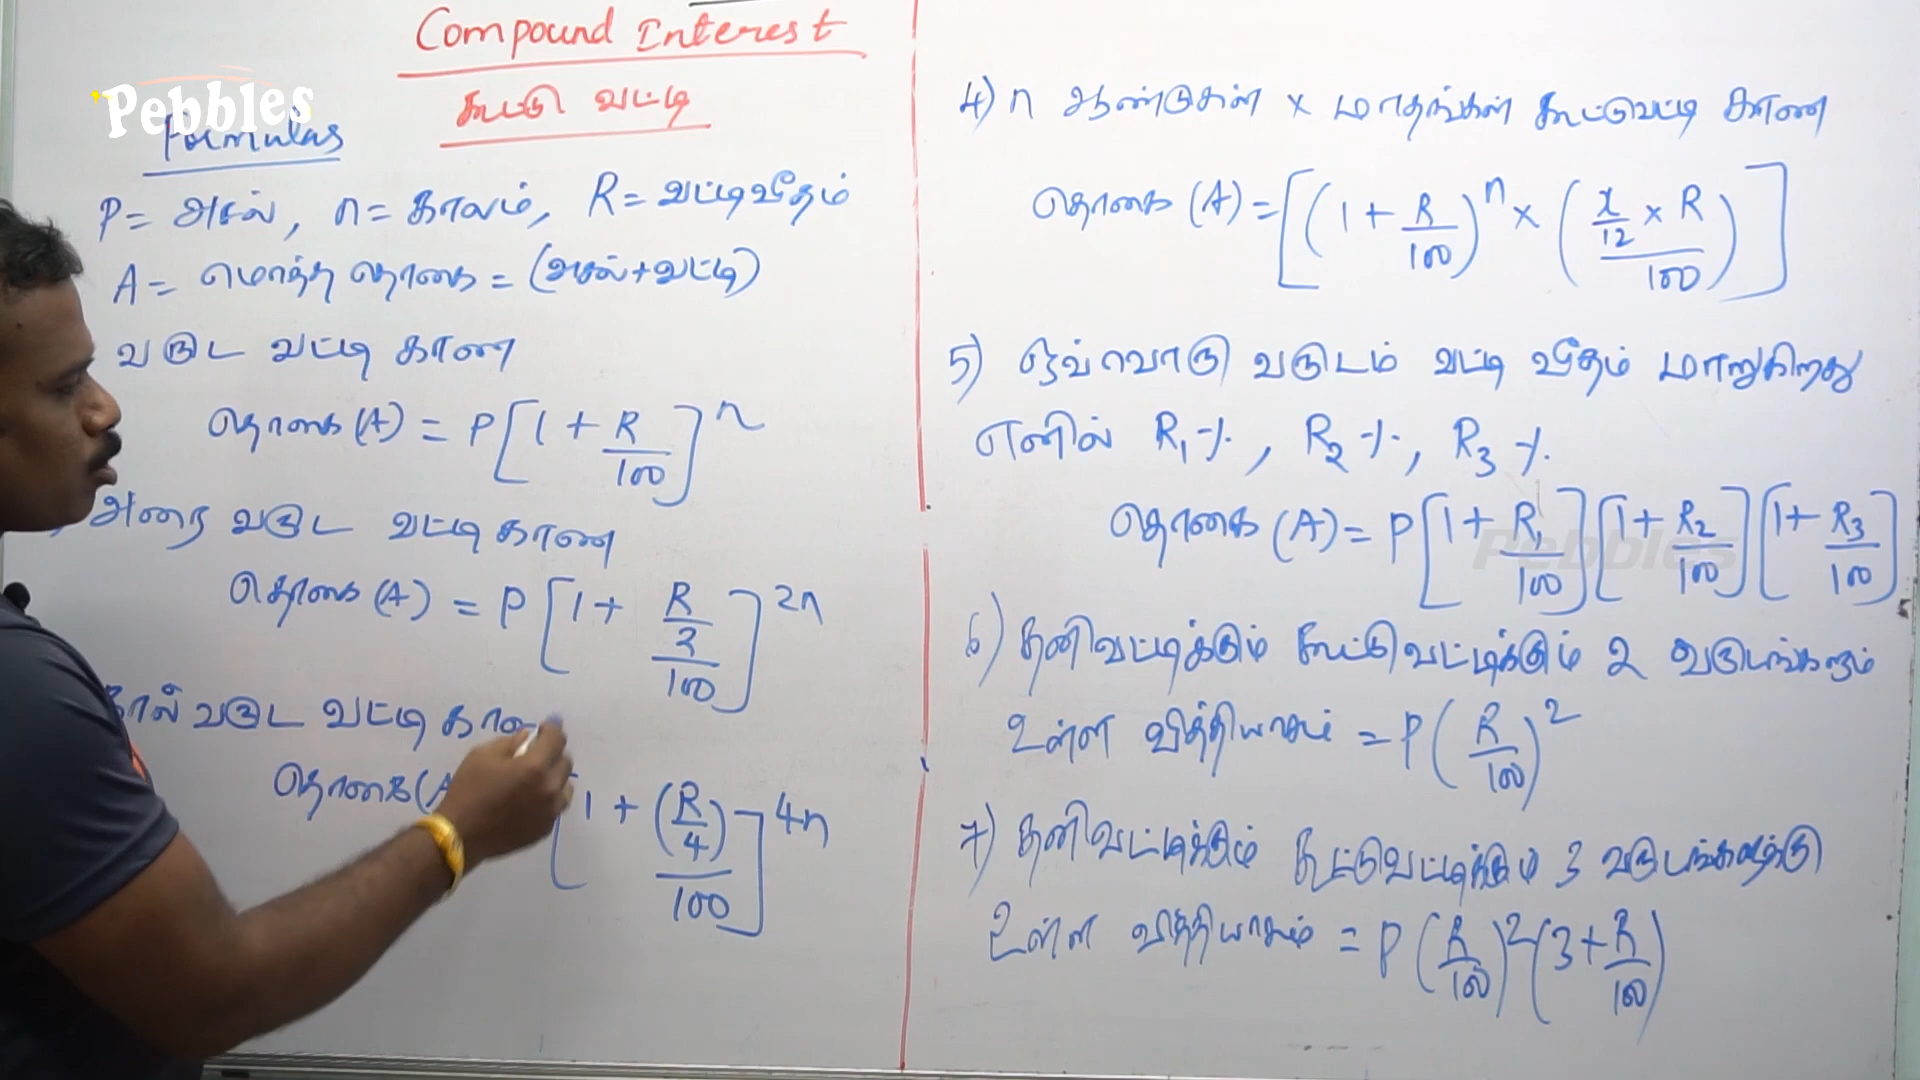 Compound Interest
கூட்டு வட்டி
Pebbles
Formulas
P = அசல், n = காலம், R = வட்டிவீதம்
A = மொத்த தொகை = (அசல்+வட்டி)
வருட வட்டி காண
தொகை (A) = P[1 + R/100]^n
அரை வருட வட்டி காண
தொகை (A) = P[1 + (R/2)/100]^2n
கால் வருட வட்டி
தொகை (A [1 + (R/4)/100]^4n
4) n ஆண்டுகள் x மாதங்கள் கூட்டுவட்டி காண
தொகை (A) = [(1 + R/100)^n × ((x/12 × R)/100)]
5) ஒவ்வொரு வருடம் வட்டி வீதம் மாறுகிறது
எனில் R₁%, R₂%, R₃%
தொகை (A) = P[1 + R₁/100][1 + R₂/100][1 + R₃/100]
Pebbles
6) தனிவட்டிக்கும் கூட்டுவட்டிக்கும் 2 வருடங்களும்
உள்ள வித்தியாசம் = P(R/100)^2
7) தனிவட்டிக்கும் கூட்டுவட்டிக்கும் 3 வருடங்களுக்கு
உள்ள வித்தியாசம் = P(R/100)^2(3 + R/100)